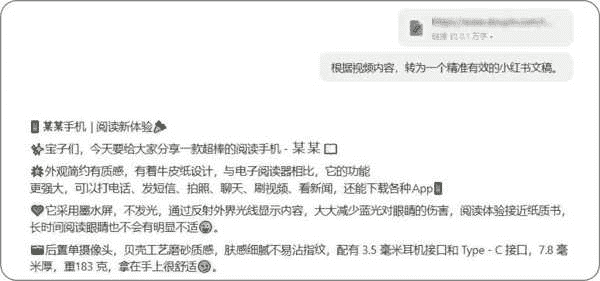 链接 约 0.1 万字
根据视频内容，转为一个精准有效的小红书文稿。
某某手机 | 阅读新体验
宝子们，今天要给大家分享一款超棒的阅读手机 - 某某
外观简约有质感，有着牛皮纸设计，与电子阅读器相比，它的功能
更强大，可以打电话、发短信、拍照、聊天、刷视频、看新闻，还能下载各种App
它采用墨水屏，不发光，通过反射外界光线显示内容，大大减少蓝光对眼睛的伤害，阅读体验接近纸质书，
长时间阅读眼睛也不会有明显不适。
后置单摄像头，贝壳工艺磨砂质感，肤感细腻不易沾指纹，配有 3.5 毫米耳机接口和 Type - C 接口，7.8 毫
米厚，重183 克，拿在手上很舒适。